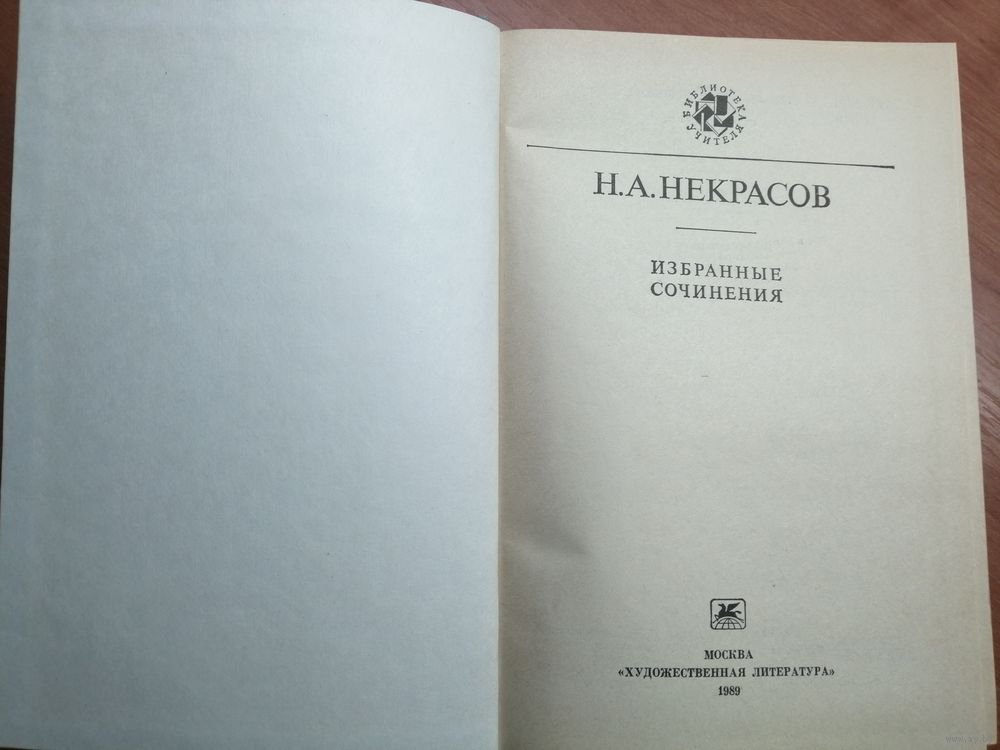 БИБЛИОТЕКА
УЧИТЕЛЯ
Н.А.НЕКРАСОВ
ИЗБРАННЫЕ
СОЧИНЕНИЯ
МОСКВА
«ХУДОЖЕСТВЕННАЯ ЛИТЕРАТУРА»
1989